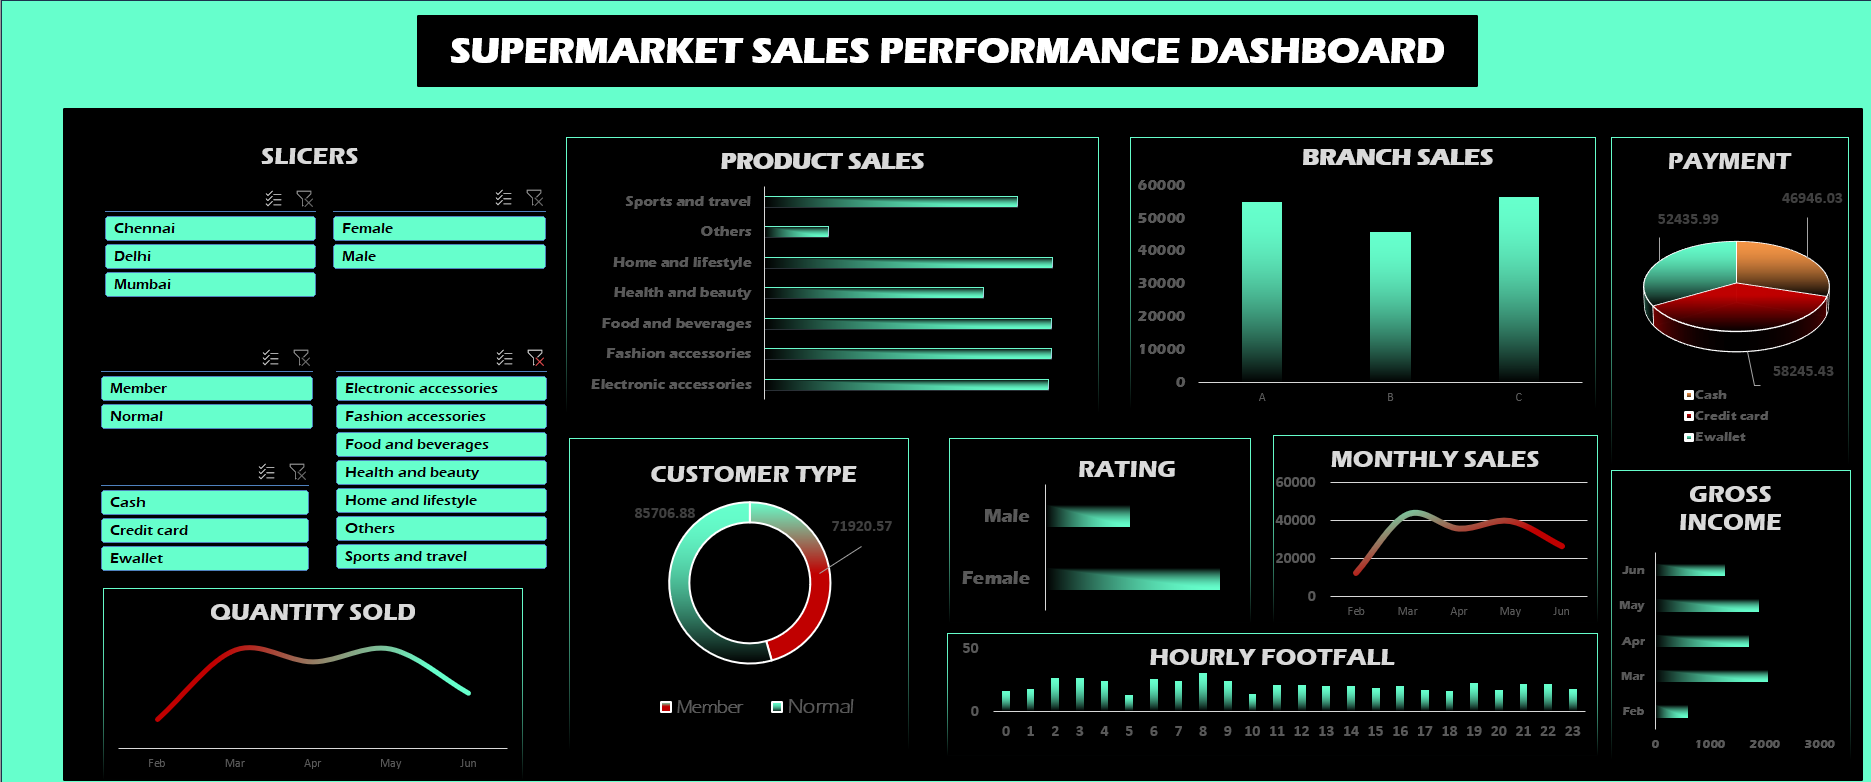 SUPERMARKET SALES PERFORMANCE DASHBOARD
SLICERS
Chennai
Delhi
Mumbai
Female
Male
Member
Normal
Cash
Credit card
Ewallet
Electronic accessories
Fashion accessories
Food and beverages
Health and beauty
Home and lifestyle
Others
Sports and travel
PRODUCT SALES
Sports and travel
Others
Home and lifestyle
Health and beauty
Food and beverages
Fashion accessories
Electronic accessories
BRANCH SALES
60000
50000
40000
30000
20000
10000
0
A B C
PAYMENT
46946.03
52435.99
58245.43
Cash
Credit card
Ewallet
QUANTITY SOLD
Feb Mar Apr May Jun
CUSTOMER TYPE
85706.88
71920.57
Member Normal
RATING
Male
Female
MONTHLY SALES
60000
40000
20000
0
Feb Mar Apr May Jun
HOURLY FOOTFALL
50
0
0 1 2 3 4 5 6 7 8 9 10 11 12 13 14 15 16 17 18 19 20 21 22 23
GROSS
INCOME
Jun
May
Apr
Mar
Feb
0 1000 2000 3000